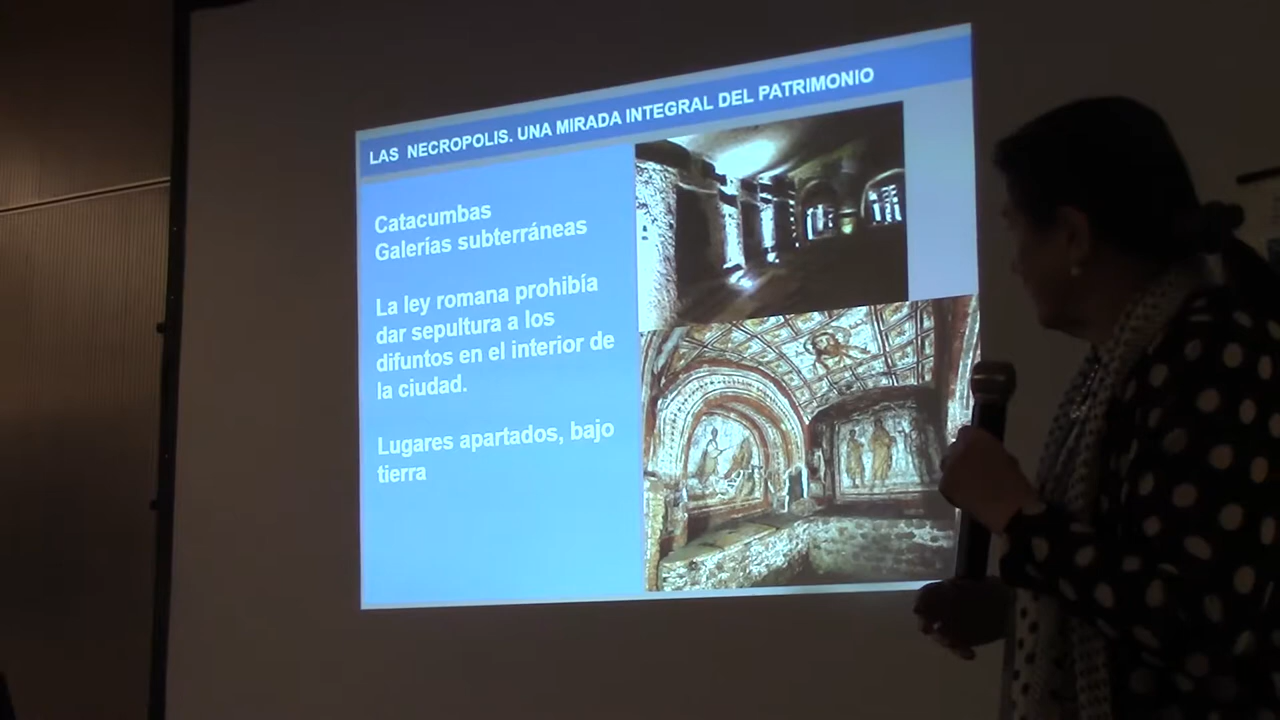 LAS NECROPOLIS. UNA MIRADA INTEGRAL DEL PATRIMONIO
Catacumbas
Galerías subterráneas
La ley romana prohibía
dar sepultura a los
difuntos en el interior de
la ciudad.
Lugares apartados, bajo
tierra